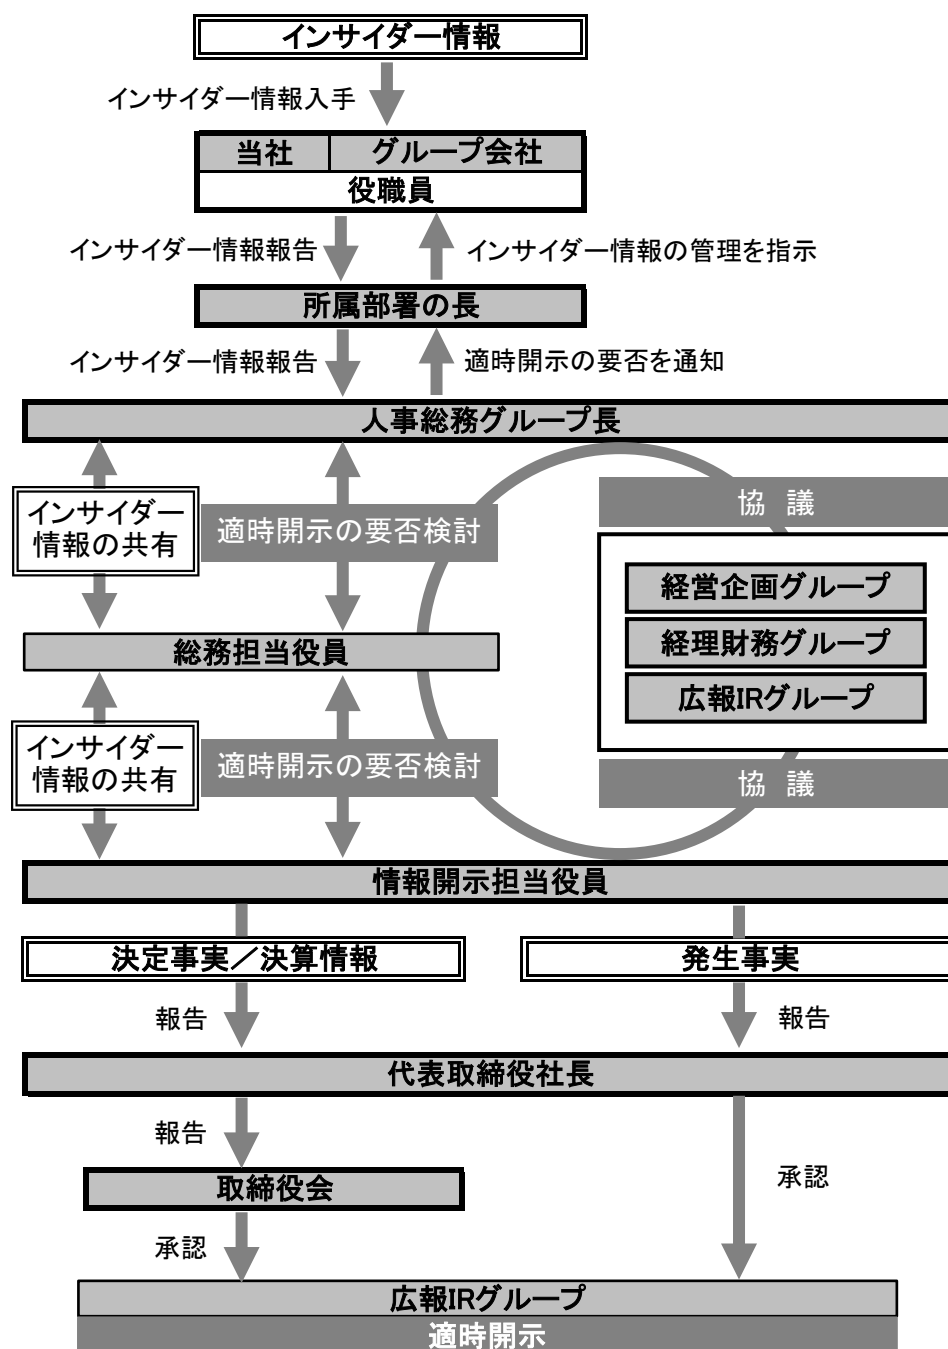 インサイダー情報
インサイダー情報入手
当社
グループ会社
役職員
インサイダー情報報告
インサイダー情報の管理を指示
所属部署の長
インサイダー情報報告
適時開示の要否を通知
人事総務グループ長
インサイダー
情報の共有
適時開示の要否検討
協 議
経営企画グループ
経理財務グループ
広報IRグループ
総務担当役員
インサイダー
情報の共有
適時開示の要否検討
協 議
情報開示担当役員
決定事実／決算情報
発生事実
報告
報告
代表取締役社長
報告
取締役会
承認
承認
広報IRグループ
適時開示